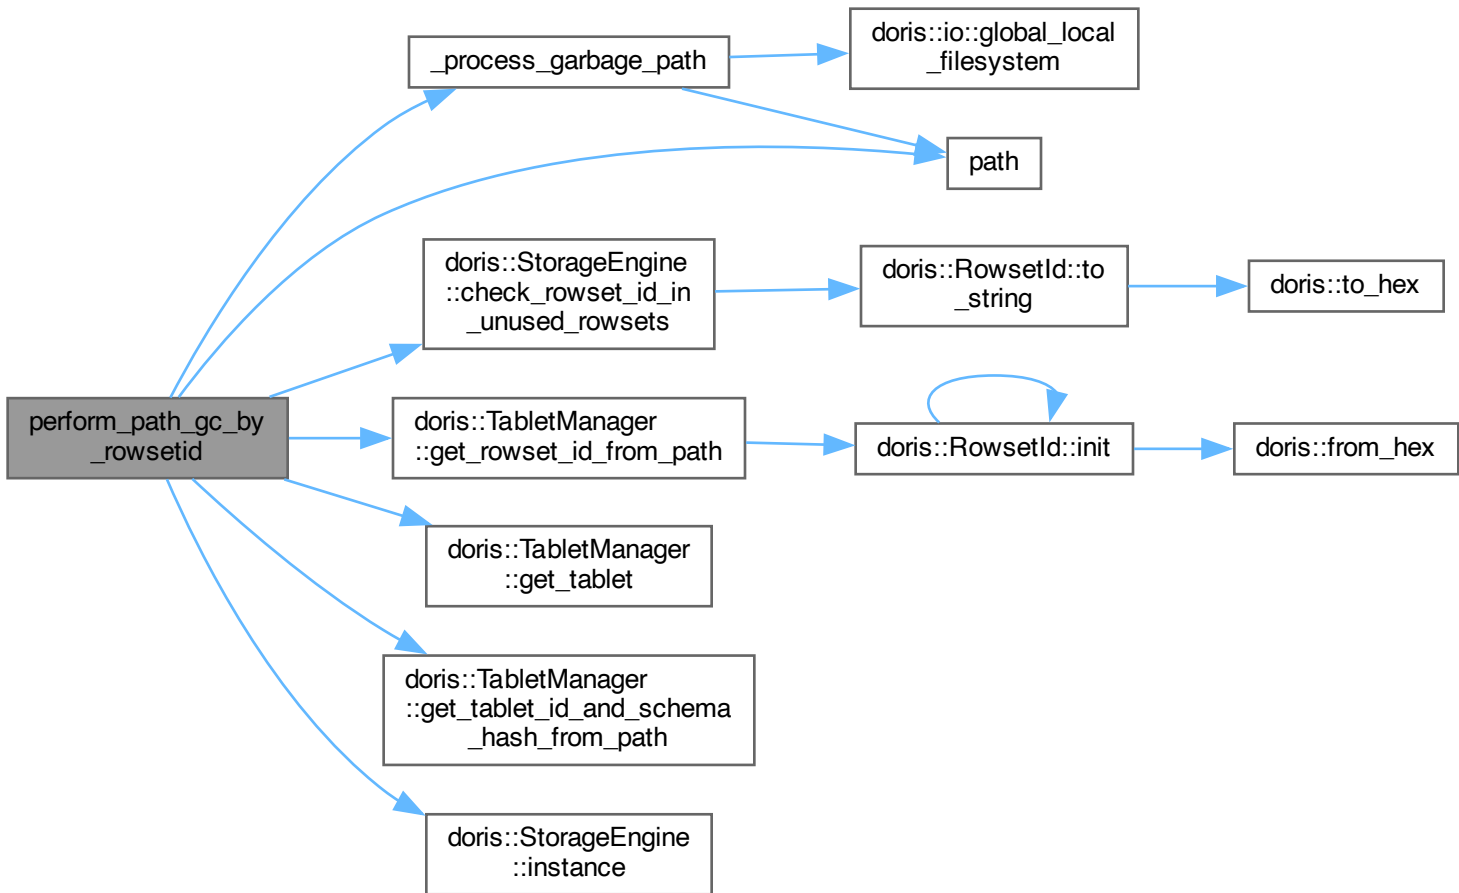 perform_path_gc_by
_rowsetid
_process_garbage_path
doris::io::global_local
_filesystem
path
doris::StorageEngine
::check_rowset_id_in
_unused_rowsets
doris::RowsetId::to
_string
doris::to_hex
doris::TabletManager
::get_rowset_id_from_path
doris::RowsetId::init
doris::from_hex
doris::TabletManager
::get_tablet
doris::TabletManager
::get_tablet_id_and_schema
_hash_from_path
doris::StorageEngine
::instance